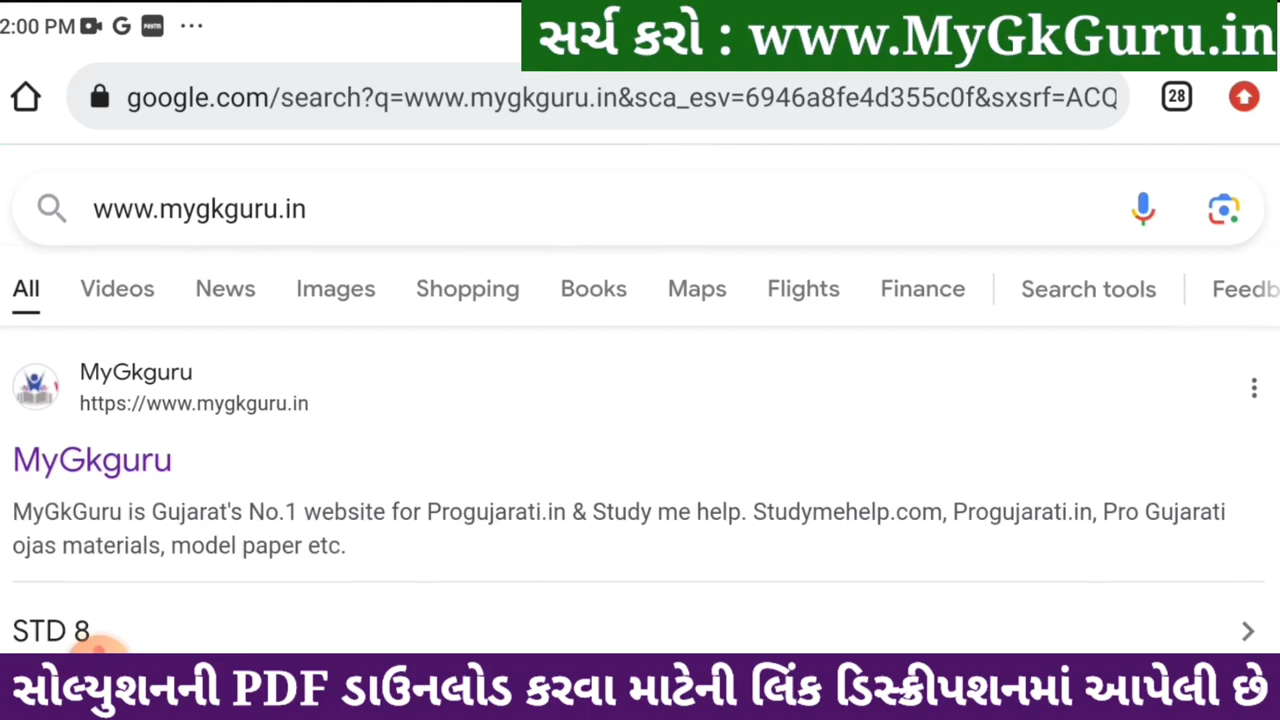 2:00 PM G Paytm ...
સર્ચ કરો : www.MyGkGuru.in
google.com/search?q=www.mygkguru.in&sca_esv=6946a8fe4d355c0f&sxsrf=ACQ 28
www.mygkguru.in
All Videos News Images Shopping Books Maps Flights Finance Search tools Feedb
MyGkguru
https://www.mygkguru.in
MyGkguru
MyGkGuru is Gujarat's No.1 website for Progujarati.in & Study me help. Studymehelp.com, Progujarati.in, Pro Gujarati
ojas materials, model paper etc.
STD 8
સોલ્યુશનની PDF ડાઉનલોડ કરવા માટેની લિંક ડિસ્ક્રીપશનમાં આપેલી છે